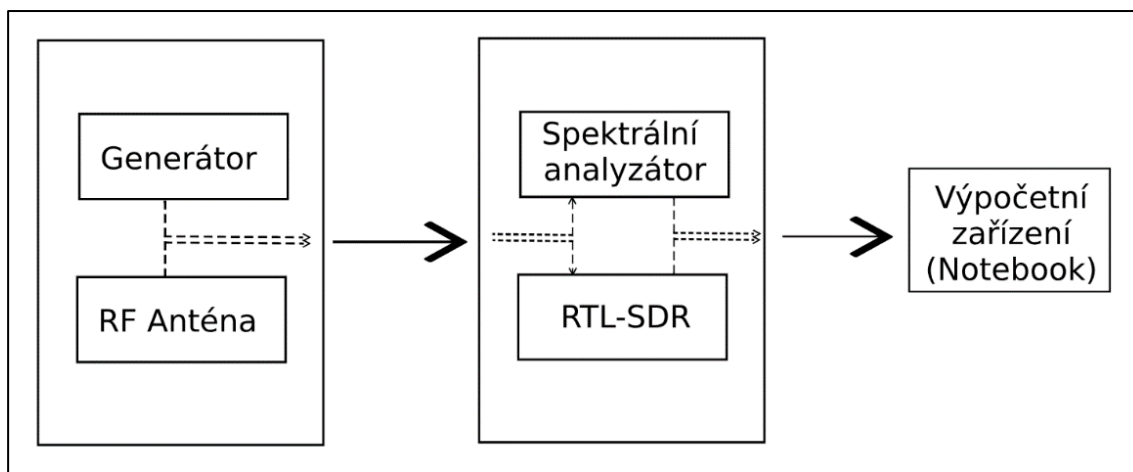 Generátor
RF Anténa
Spektrální
analyzátor
RTL-SDR
Výpočetní
zařízení
(Notebook)